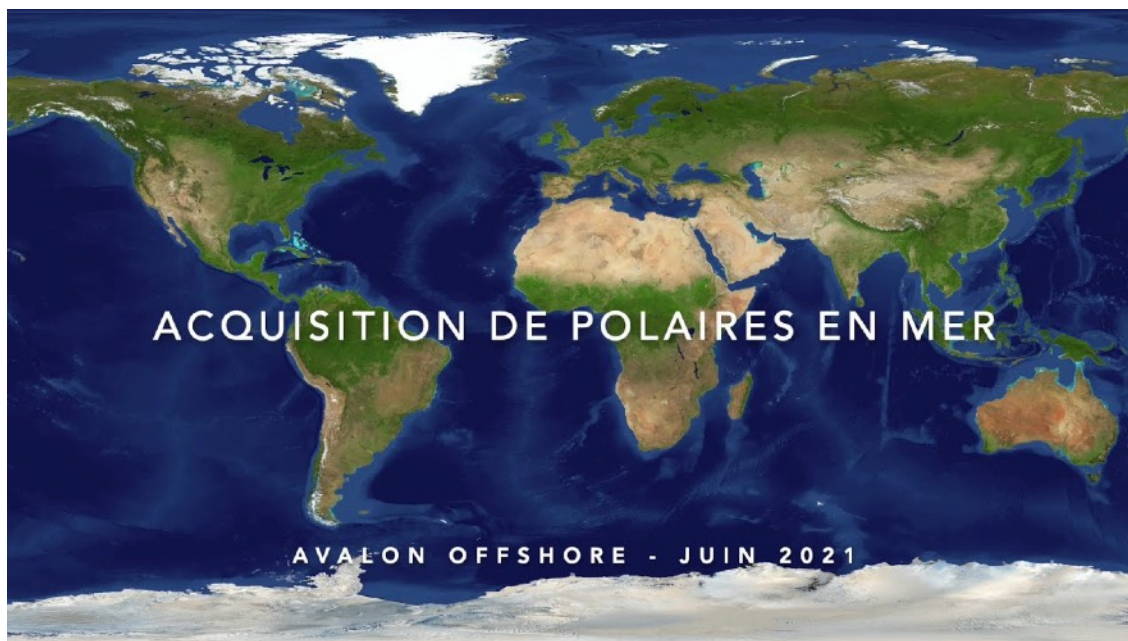 ACQUISITION DE POLAIRES EN MER
AVALON OFFSHORE - JUIN 2021